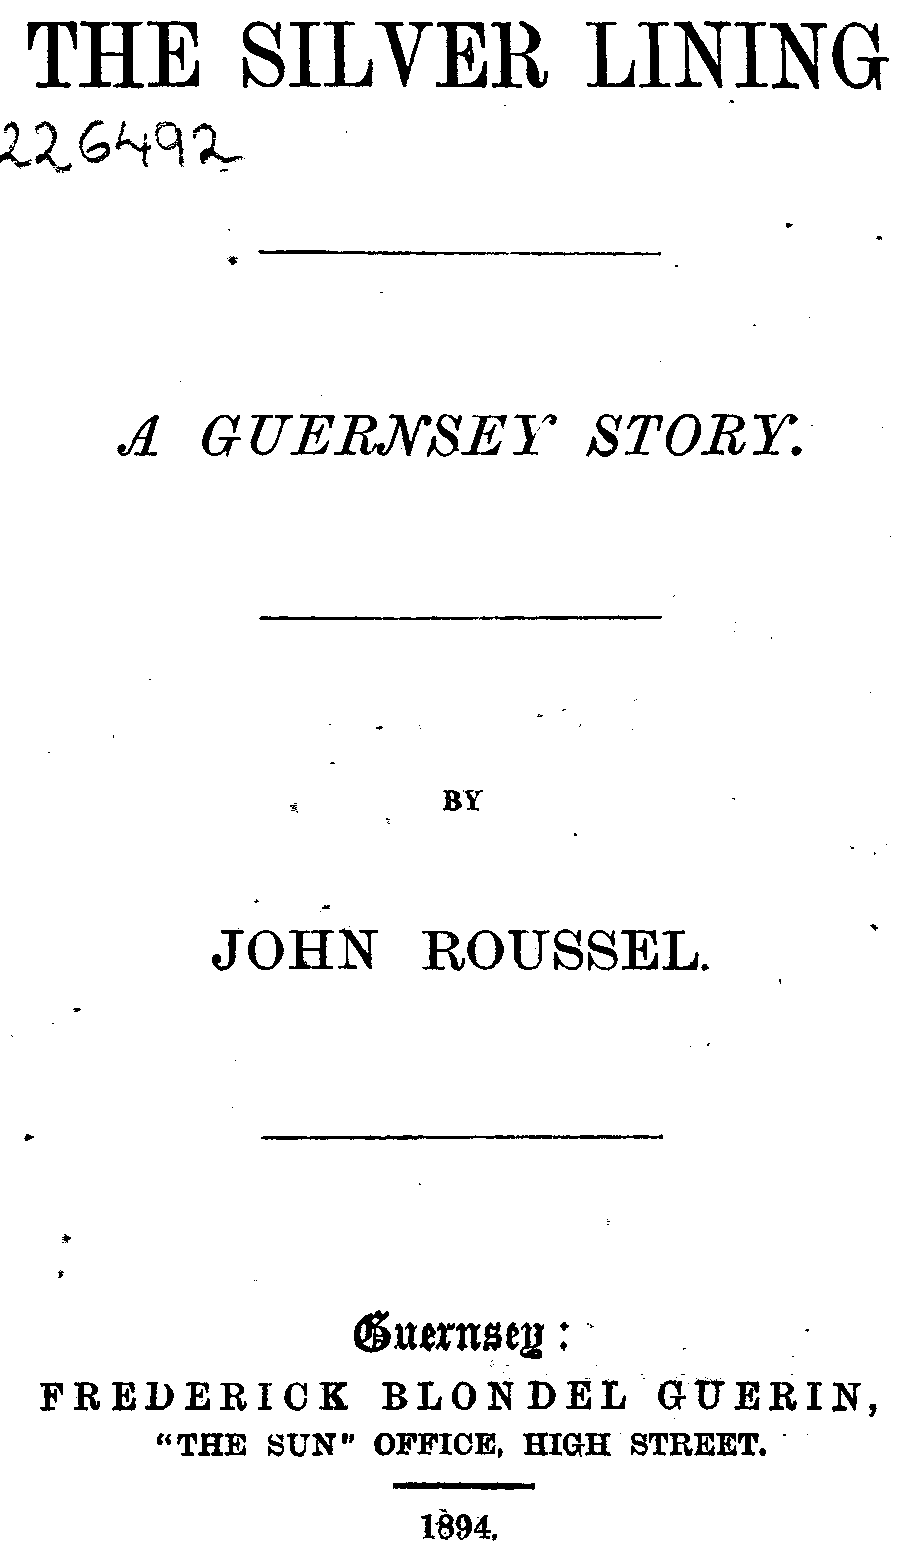 THE SILVER LINING
226492
A GUERNSEY STORY.
BY
JOHN ROUSSEL.
Guernsey:
FREDERICK BLONDEL GUERIN,
"THE SUN" OFFICE, HIGH STREET.
1894.